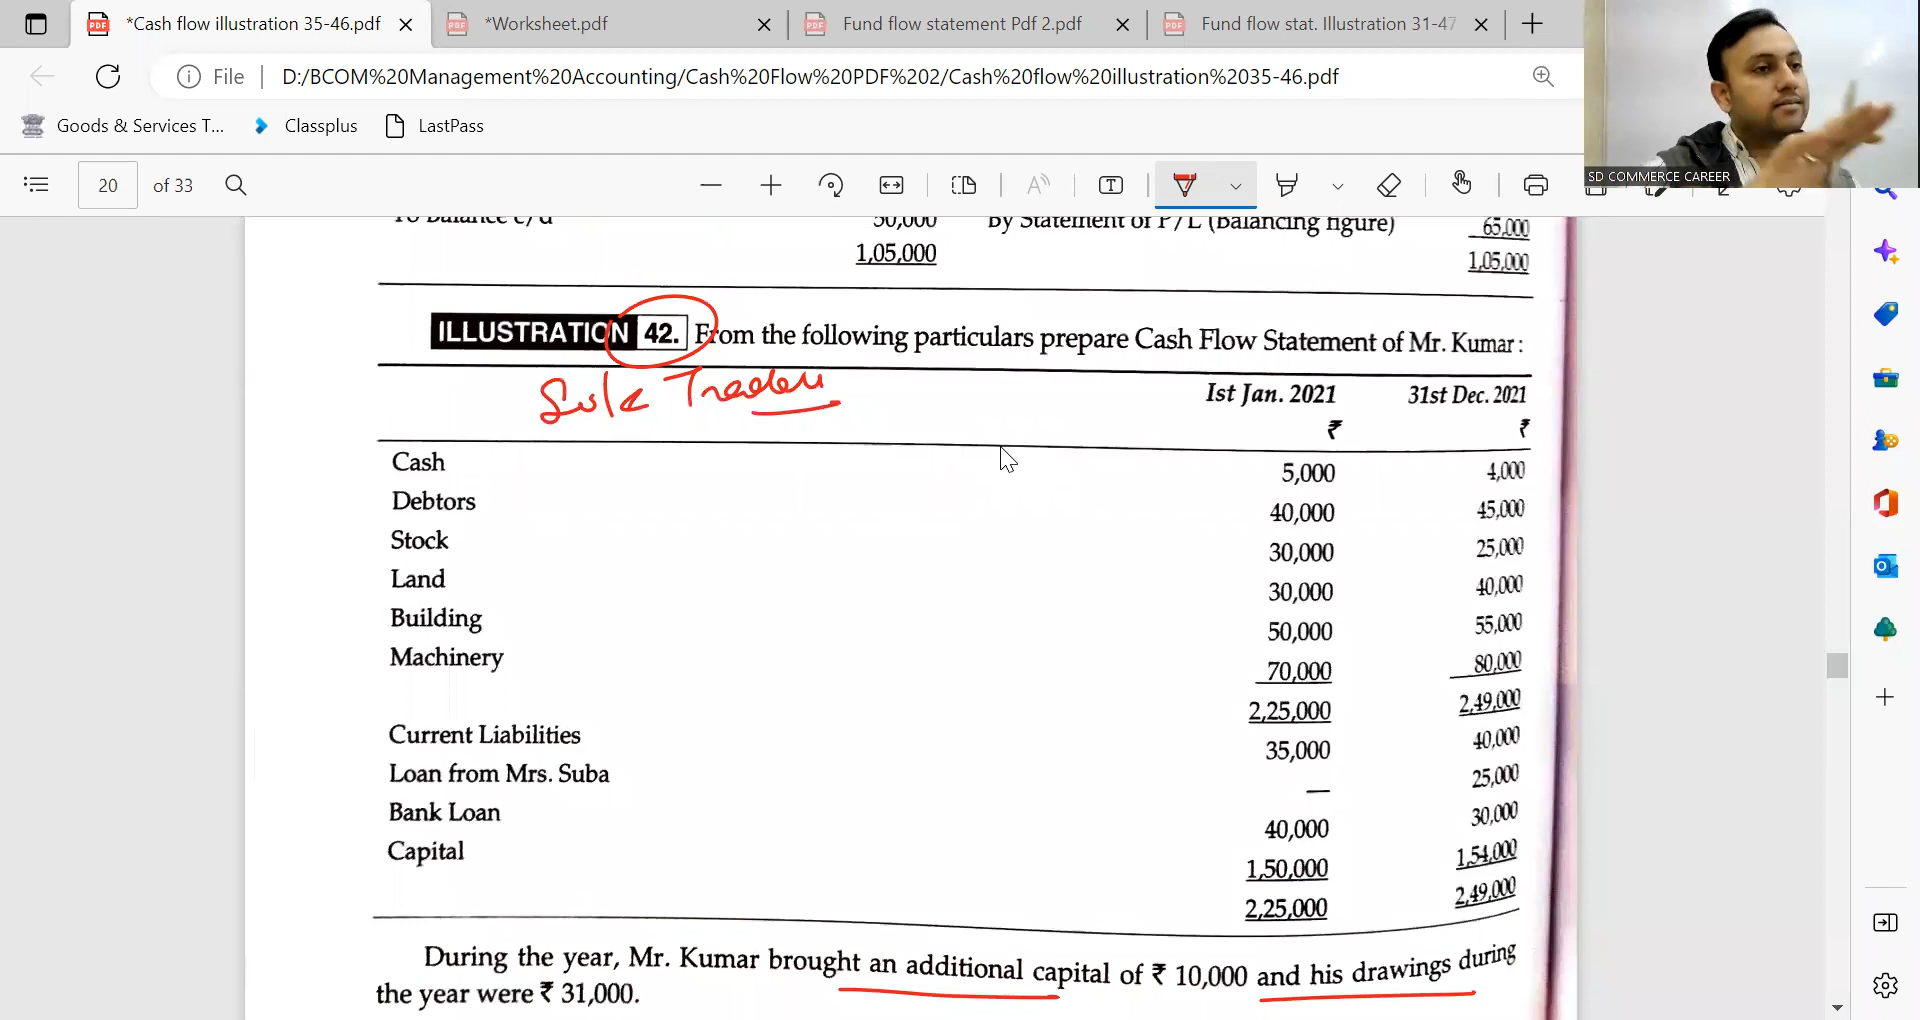 *Cash flow illustration 35-46.pdf
*Worksheet.pdf
Fund flow statement Pdf 2.pdf
Fund flow stat. Illustration 31-47
File D:/BCOM%20Management%20Accounting/Cash%20Flow%20PDF%202/Cash%20flow%20illustration%2035-46.pdf
Goods & Services T... Classplus LastPass
SD COMMERCE CAREER
20 of 33
To Balance c/d 50,000 By Statement of P/L (Balancing figure) 65,000
1,05,000 1,05,000
ILLUSTRATION 42. From the following particulars prepare Cash Flow Statement of Mr. Kumar:
Sole Traders
Ist Jan. 2021 31st Dec. 2021
₹ ₹
Cash 5,000 4,000
Debtors 40,000 45,000
Stock 30,000 25,000
Land 30,000 40,000
Building 50,000 55,000
Machinery 70,000 80,000
2,25,000 2,49,000
Current Liabilities 35,000 40,000
Loan from Mrs. Suba — 25,000
Bank Loan 40,000 30,000
Capital 1,50,000 1,54,000
2,25,000 2,49,000
During the year, Mr. Kumar brought an additional capital of ₹ 10,000 and his drawings during
the year were ₹ 31,000.